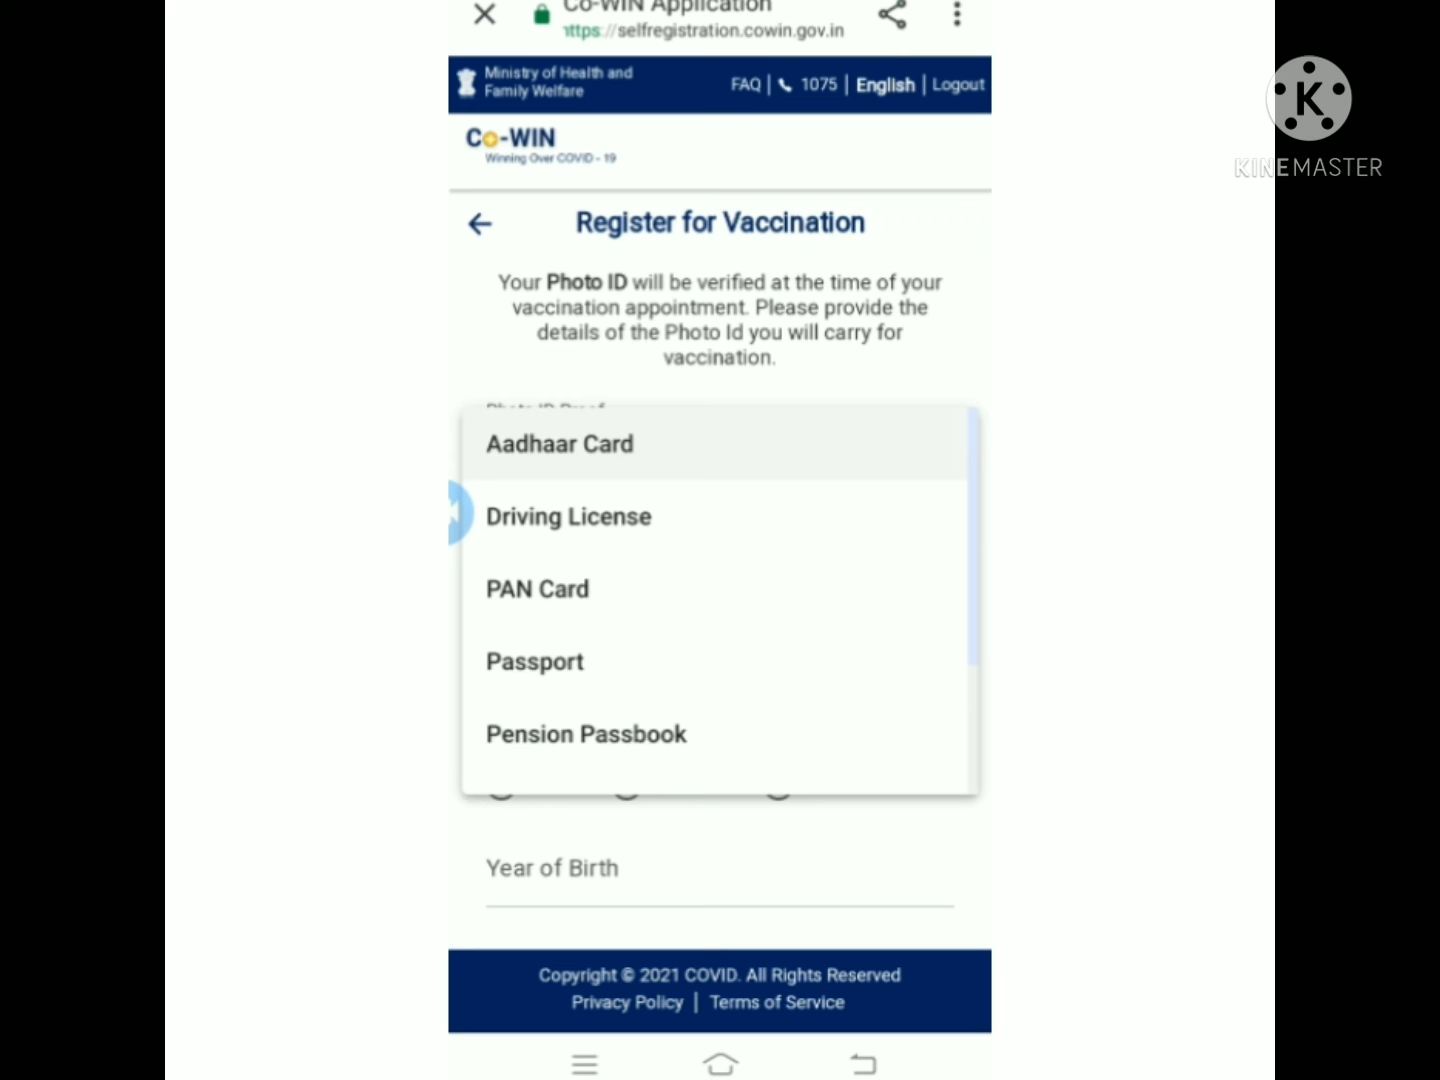 Co-WIN Application
https://selfregistration.cowin.gov.in
Ministry of Health and
Family Welfare
FAQ | 1075 | English | Logout
Co-WIN
Winning Over COVID - 19
K
KINEMASTER
Register for Vaccination
Your Photo ID will be verified at the time of your
vaccination appointment. Please provide the
details of the Photo Id you will carry for
vaccination.
Photo ID Proof
Aadhaar Card
Driving License
PAN Card
Passport
Pension Passbook
Year of Birth
Copyright © 2021 COVID. All Rights Reserved
Privacy Policy | Terms of Service